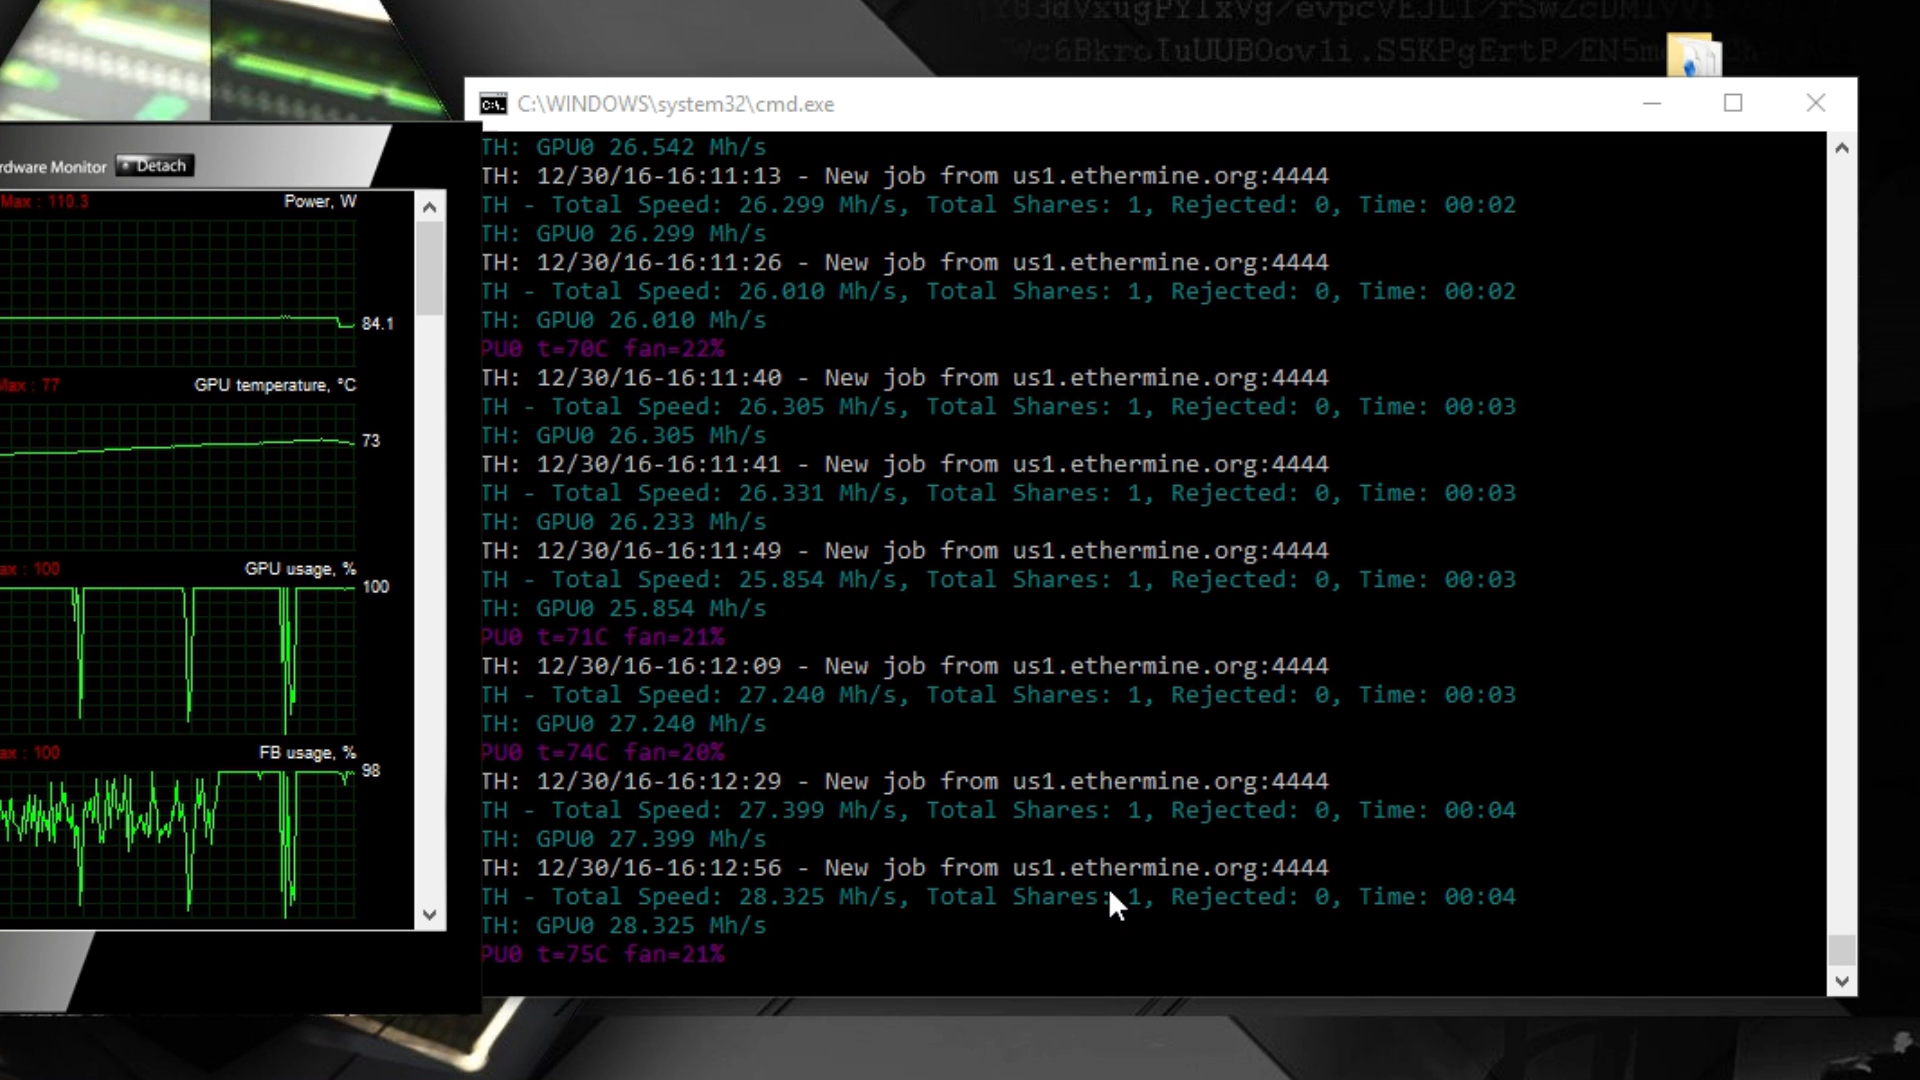 C:\WINDOWS\system32\cmd.exe
rdware Monitor
Detach
Max : 110.3
Power, W
84.1
Max : 77
GPU temperature, °C
73
ax : 100
GPU usage, %
100
ax : 100
FB usage, %
98
TH: GPU0 26.542 Mh/s
TH: 12/30/16-16:11:13 - New job from us1.ethermine.org:4444
TH - Total Speed: 26.299 Mh/s, Total Shares: 1, Rejected: 0, Time: 00:02
TH: GPU0 26.299 Mh/s
TH: 12/30/16-16:11:26 - New job from us1.ethermine.org:4444
TH - Total Speed: 26.010 Mh/s, Total Shares: 1, Rejected: 0, Time: 00:02
TH: GPU0 26.010 Mh/s
PU0 t=70C fan=22%
TH: 12/30/16-16:11:40 - New job from us1.ethermine.org:4444
TH - Total Speed: 26.305 Mh/s, Total Shares: 1, Rejected: 0, Time: 00:03
TH: GPU0 26.305 Mh/s
TH: 12/30/16-16:11:41 - New job from us1.ethermine.org:4444
TH - Total Speed: 26.331 Mh/s, Total Shares: 1, Rejected: 0, Time: 00:03
TH: GPU0 26.233 Mh/s
TH: 12/30/16-16:11:49 - New job from us1.ethermine.org:4444
TH - Total Speed: 25.854 Mh/s, Total Shares: 1, Rejected: 0, Time: 00:03
TH: GPU0 25.854 Mh/s
PU0 t=71C fan=21%
TH: 12/30/16-16:12:09 - New job from us1.ethermine.org:4444
TH - Total Speed: 27.240 Mh/s, Total Shares: 1, Rejected: 0, Time: 00:03
TH: GPU0 27.240 Mh/s
PU0 t=74C fan=20%
TH: 12/30/16-16:12:29 - New job from us1.ethermine.org:4444
TH - Total Speed: 27.399 Mh/s, Total Shares: 1, Rejected: 0, Time: 00:04
TH: GPU0 27.399 Mh/s
TH: 12/30/16-16:12:56 - New job from us1.ethermine.org:4444
TH - Total Speed: 28.325 Mh/s, Total Shares: 1, Rejected: 0, Time: 00:04
TH: GPU0 28.325 Mh/s
PU0 t=75C fan=21%